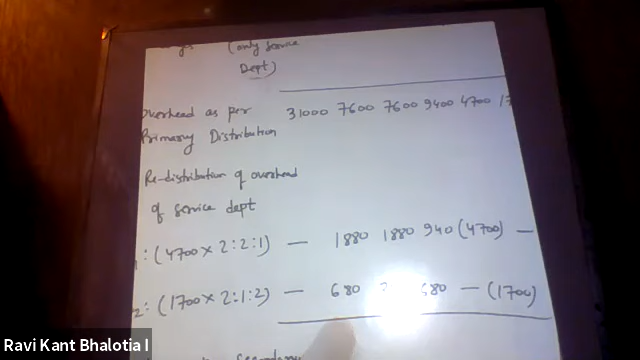 (only service
Dept)
Overhead as per 31000 7600 7600 9400 4700
Primary Distribution
Re-distribution of overhead
of service dept
: (4700 x 2:2:1) — 1880 1880 940 (4700) —
: (1700 x 2:1:2) — 680 680 — (1700)
Ravi Kant Bhalotia I